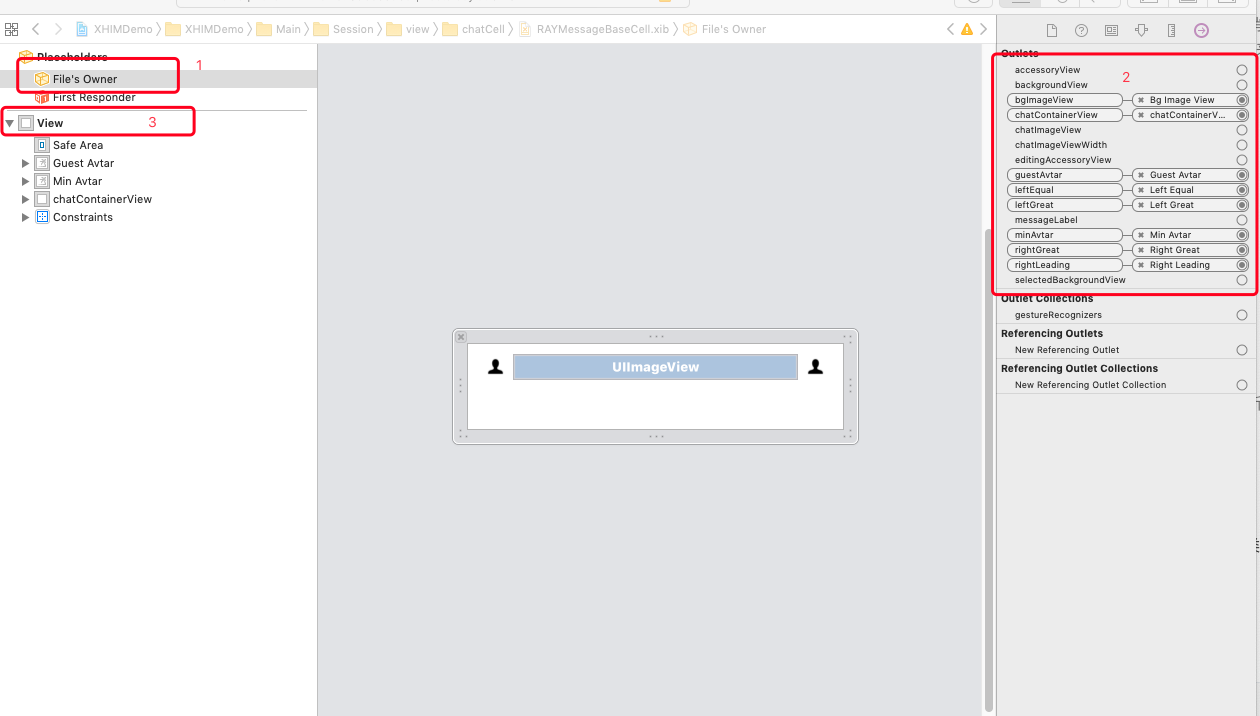 XHIMDemo XHIMDemo Main Session view chatCell RAYMessageBaseCell.xib File's Owner
Placeholders
1
File's Owner
First Responder
View
3
Safe Area
Guest Avtar
Min Avtar
chatContainerView
Constraints
UIImageView
Outlets
2
accessoryView
backgroundView
bgImageView Bg Image View
chatContainerView chatContainerV...
chatImageView
chatImageViewWidth
editingAccessoryView
guestAvtar Guest Avtar
leftEqual Left Equal
leftGreat Left Great
messageLabel
minAvtar Min Avtar
rightGreat Right Great
rightLeading Right Leading
selectedBackgroundView
Outlet Collections
gestureRecognizers
Referencing Outlets
New Referencing Outlet
Referencing Outlet Collections
New Referencing Outlet Collection